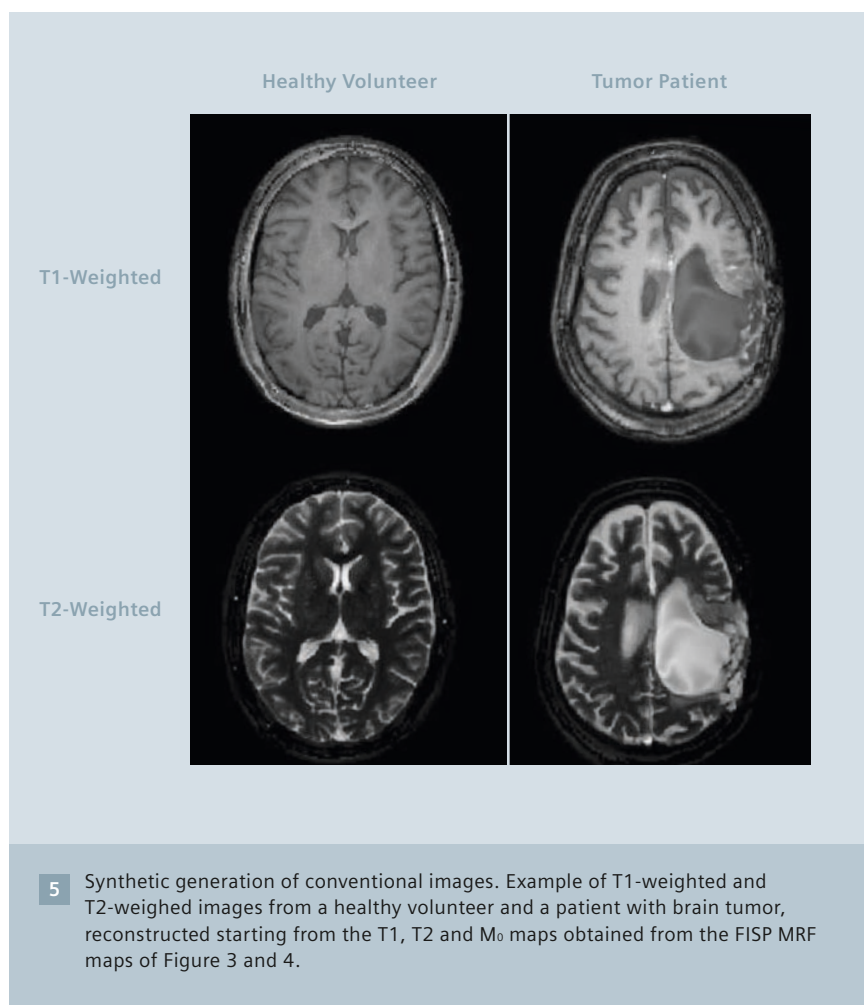 Healthy Volunteer
Tumor Patient
T1-Weighted
T2-Weighted
5
Synthetic generation of conventional images. Example of T1-weighted and
T2-weighed images from a healthy volunteer and a patient with brain tumor,
reconstructed starting from the T1, T2 and M₀ maps obtained from the FISP MRF
maps of Figure 3 and 4.